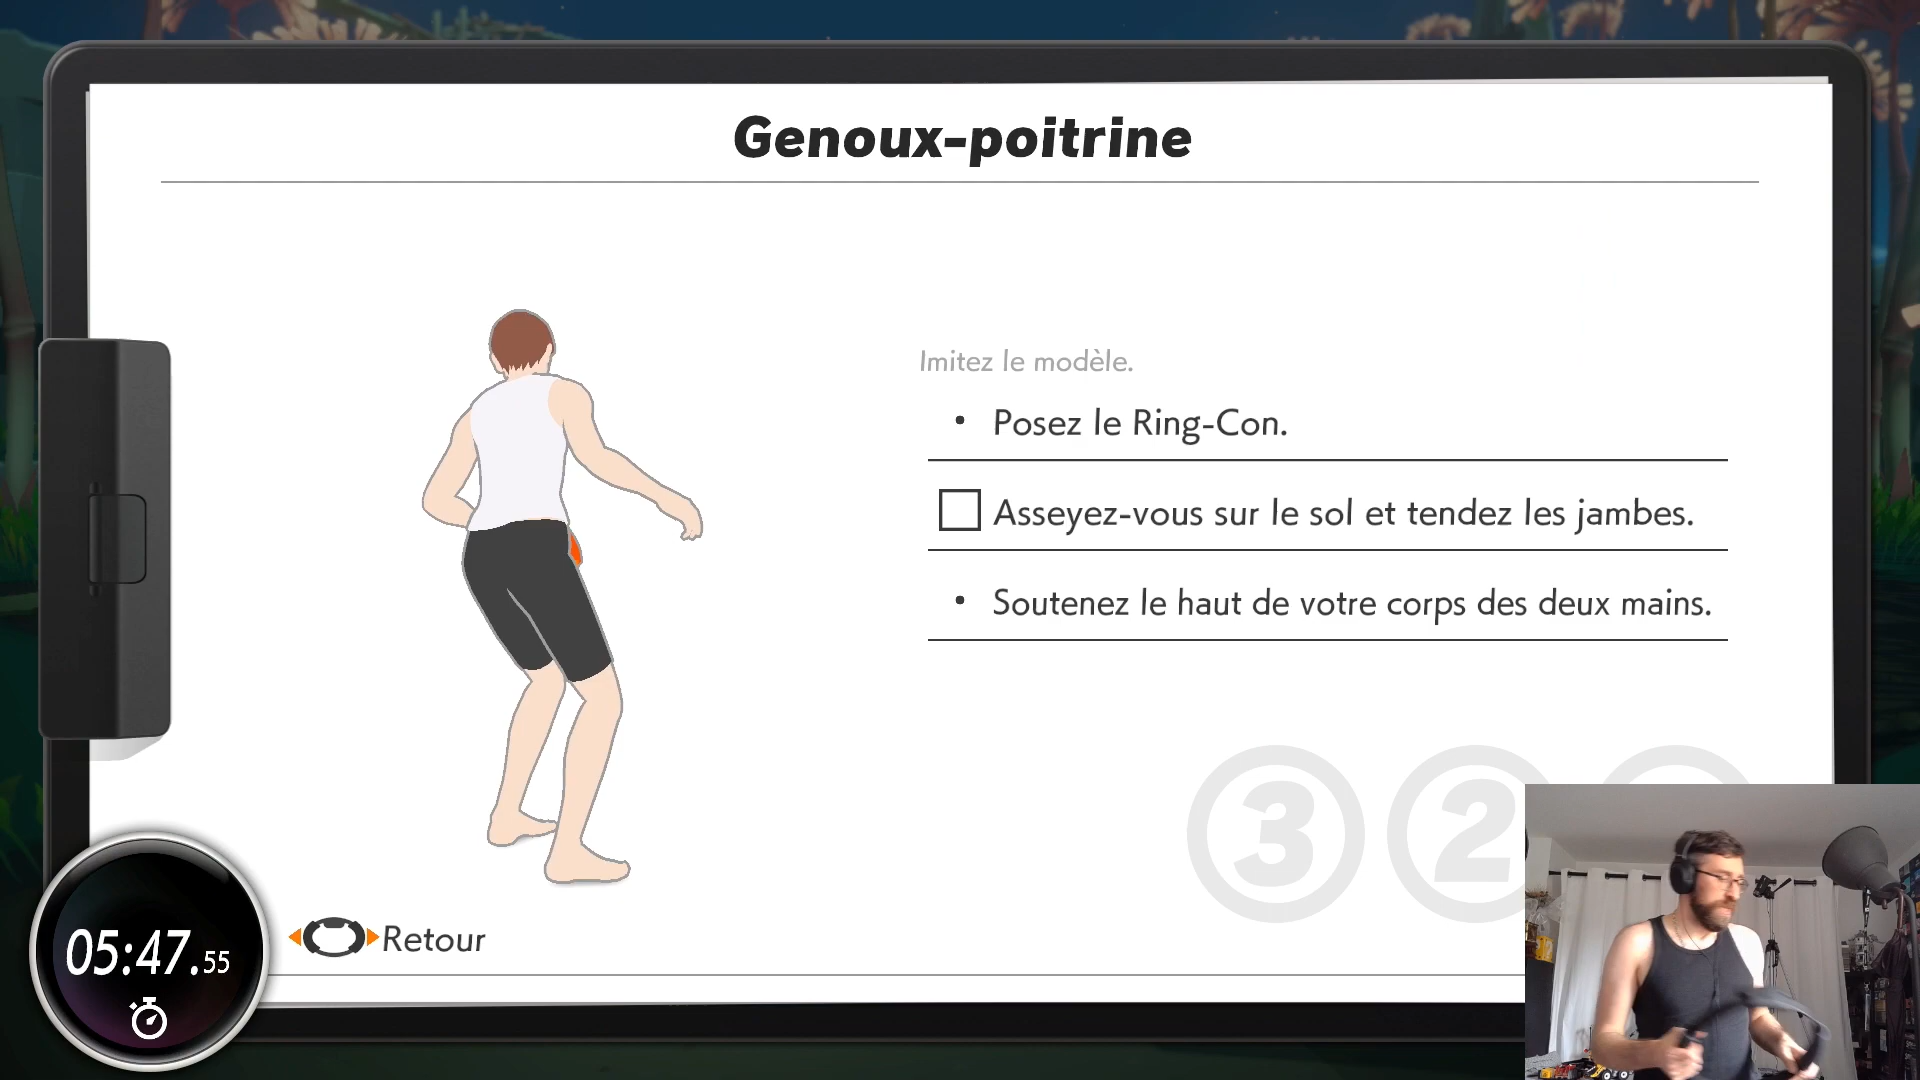 Genoux-poitrine
Imitez le modèle.
• Posez le Ring-Con.
Asseyez-vous sur le sol et tendez les jambes.
• Soutenez le haut de votre corps des deux mains.
3 2
05:47.55
Retour